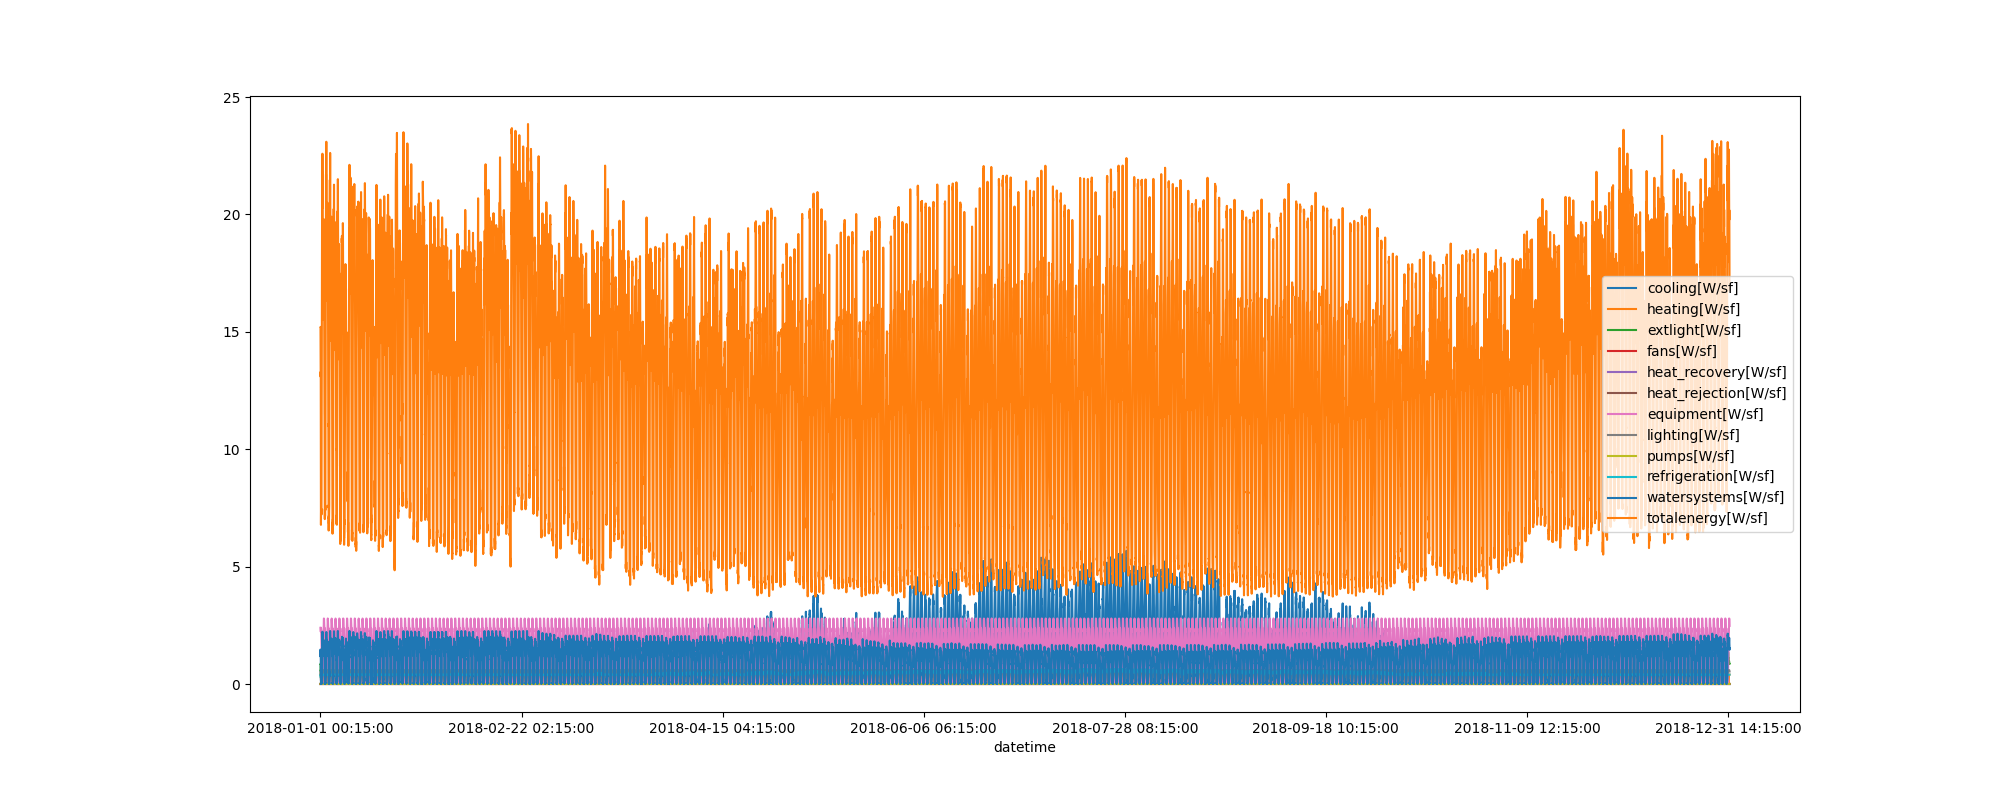 25
20
15
10
5
0
cooling[W/sf]
heating[W/sf]
extlight[W/sf]
fans[W/sf]
heat_recovery[W/sf]
heat_rejection[W/sf]
equipment[W/sf]
lighting[W/sf]
pumps[W/sf]
refrigeration[W/sf]
watersystems[W/sf]
totalenergy[W/sf]
2018-01-01 00:15:00 2018-02-22 02:15:00 2018-04-15 04:15:00 2018-06-06 06:15:00 2018-07-28 08:15:00 2018-09-18 10:15:00 2018-11-09 12:15:00 2018-12-31 14:15:00
datetime